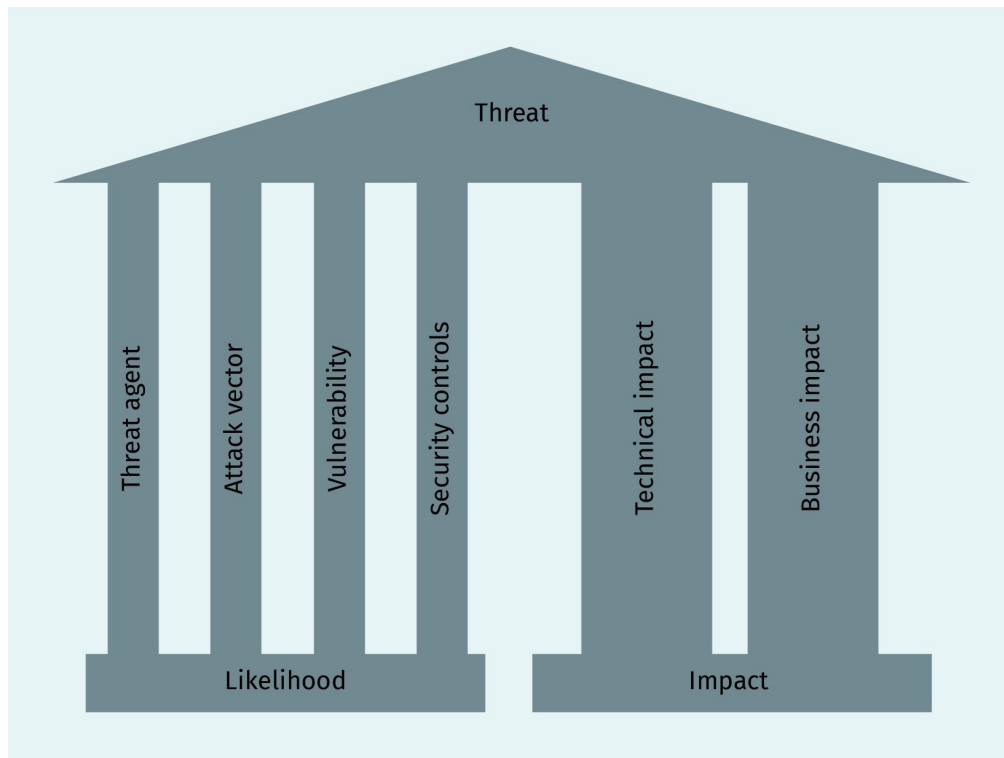 Threat
Threat agent
Attack vector
Vulnerability
Security controls
Technical impact
Business impact
Likelihood
Impact